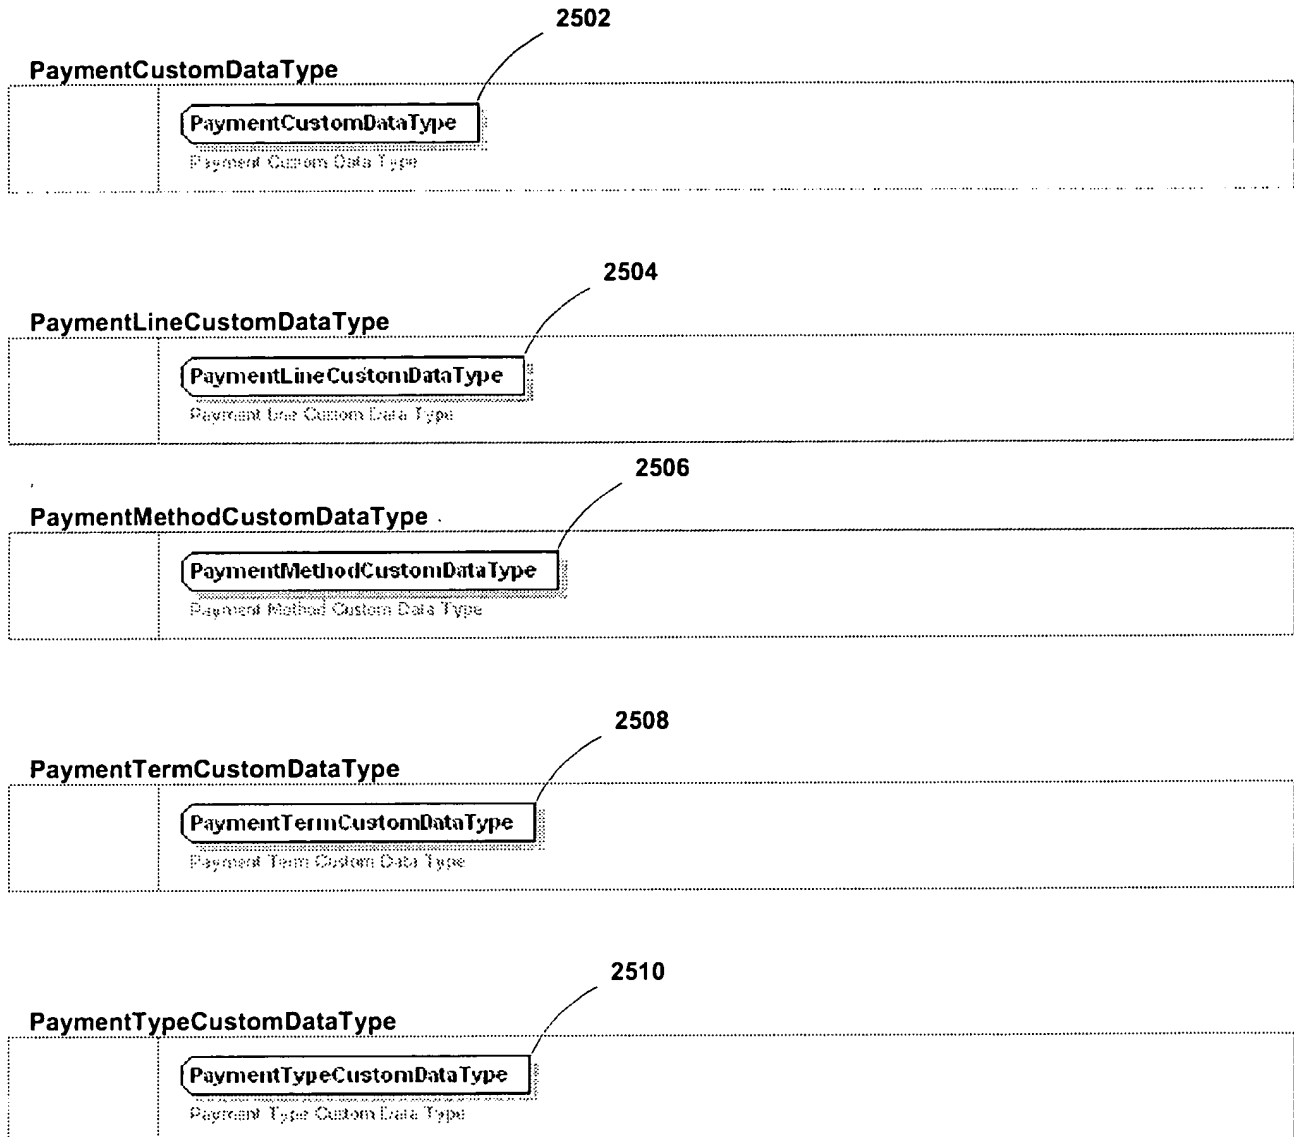 2502
PaymentCustomDataType
PaymentCustomDataType
Payment Custom Data Type
2504
PaymentLineCustomDataType
PaymentLineCustomDataType
Payment Line Custom Data Type
2506
PaymentMethodCustomDataType
PaymentMethodCustomDataType
Payment Method Custom Data Type
2508
PaymentTermCustomDataType
PaymentTermCustomDataType
Payment Term Custom Data Type
2510
PaymentTypeCustomDataType
PaymentTypeCustomDataType
Payment Type Custom Data Type